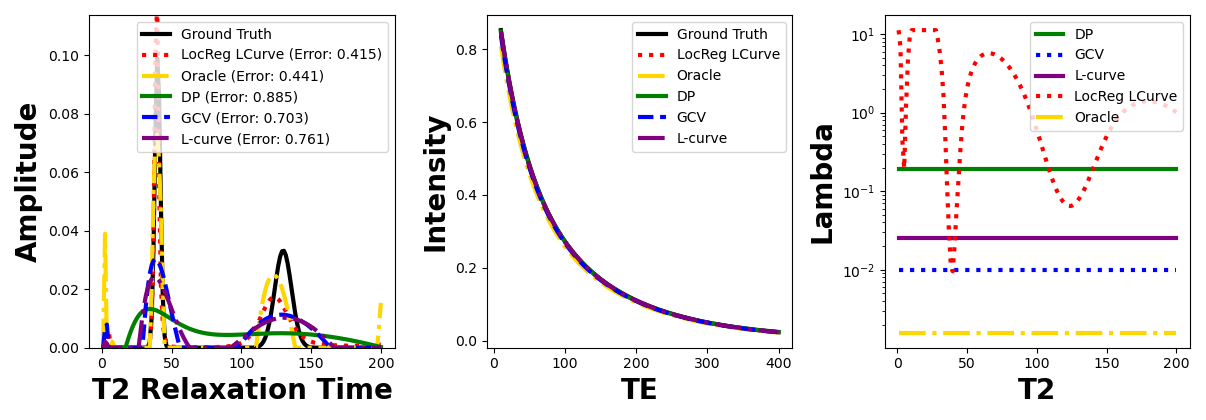 Amplitude
0.10
0.08
0.06
0.04
0.02
0.00
Ground Truth
LocReg LCurve (Error: 0.415)
Oracle (Error: 0.441)
DP (Error: 0.885)
GCV (Error: 0.703)
L-curve (Error: 0.761)
0 50 100 150 200
T2 Relaxation Time
Intensity
0.8
0.6
0.4
0.2
0.0
Ground Truth
LocReg LCurve
Oracle
DP
GCV
L-curve
0 100 200 300 400
TE
Lambda
10¹
10⁰
10⁻¹
10⁻²
DP
GCV
L-curve
LocReg LCurve
Oracle
0 50 100 150 200
T2